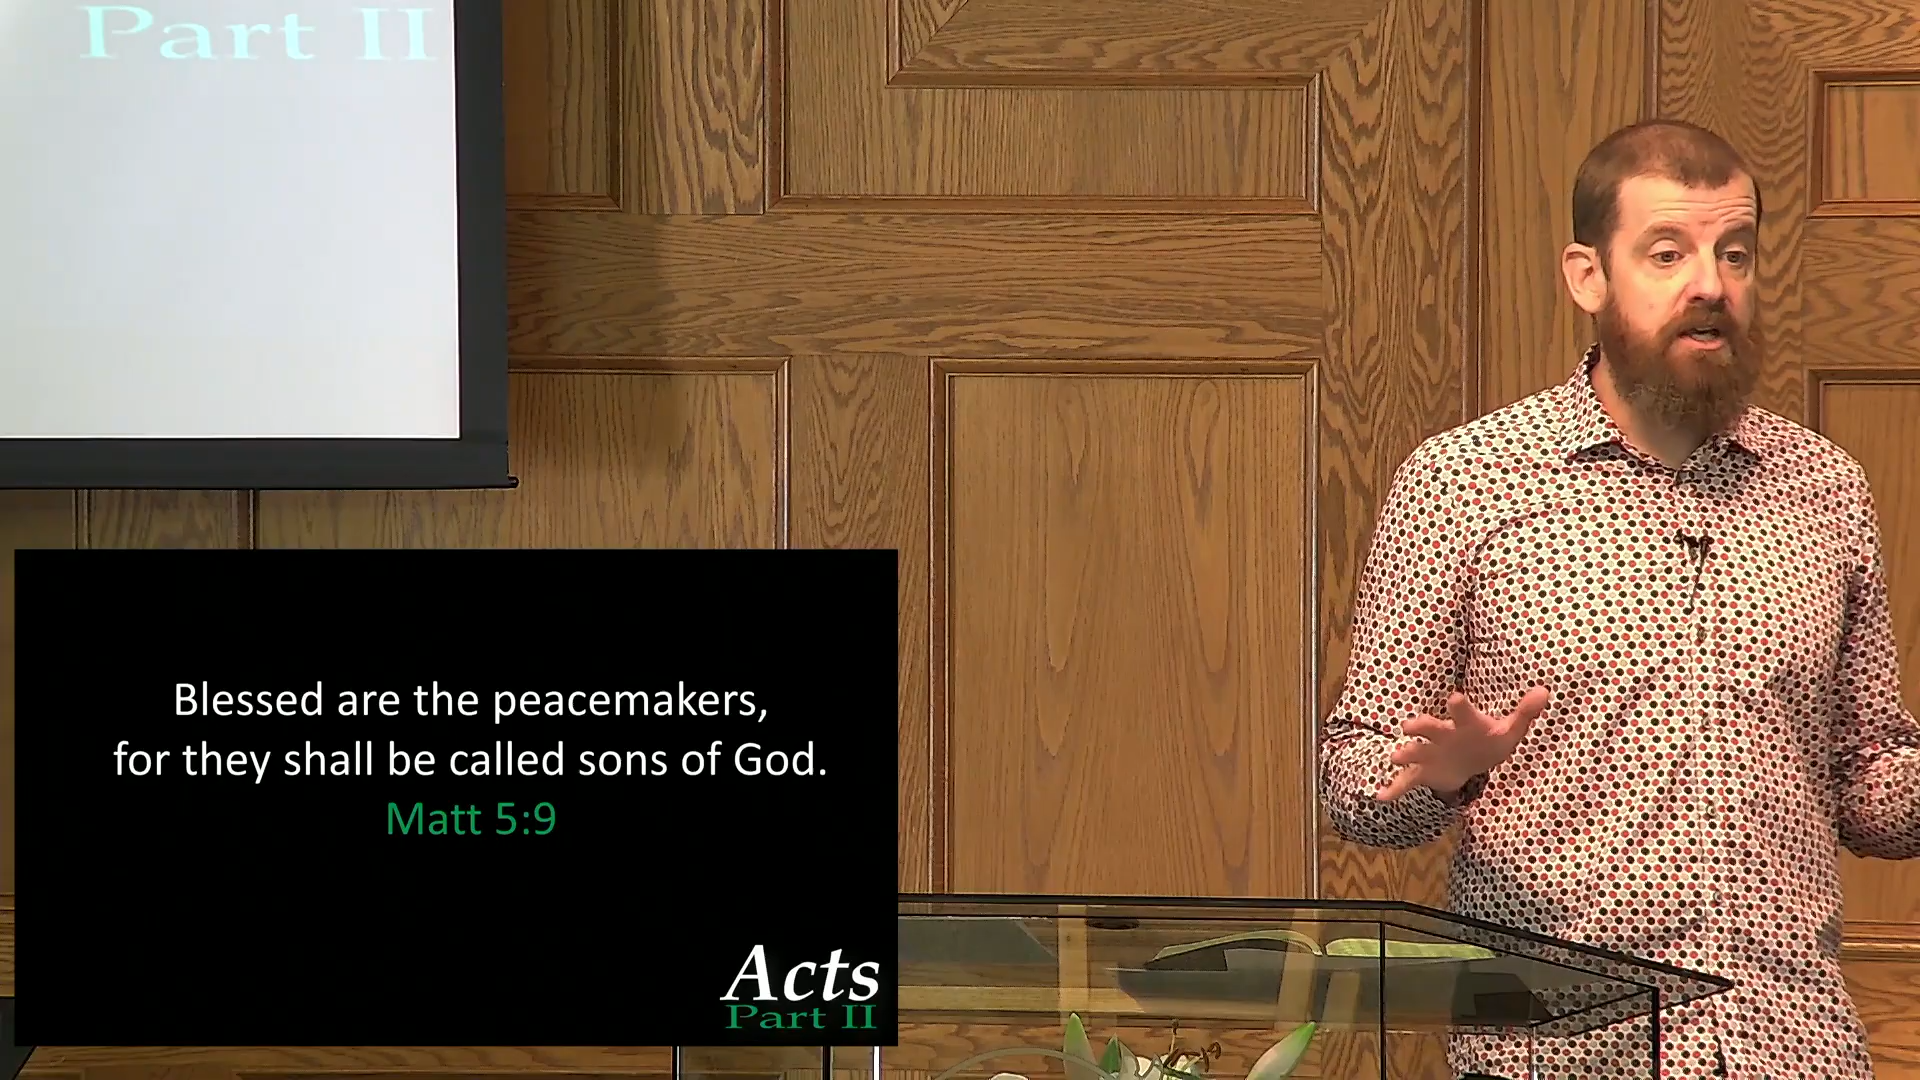 Part II
Blessed are the peacemakers,
for they shall be called sons of God.
Matt 5:9
Acts
Part II